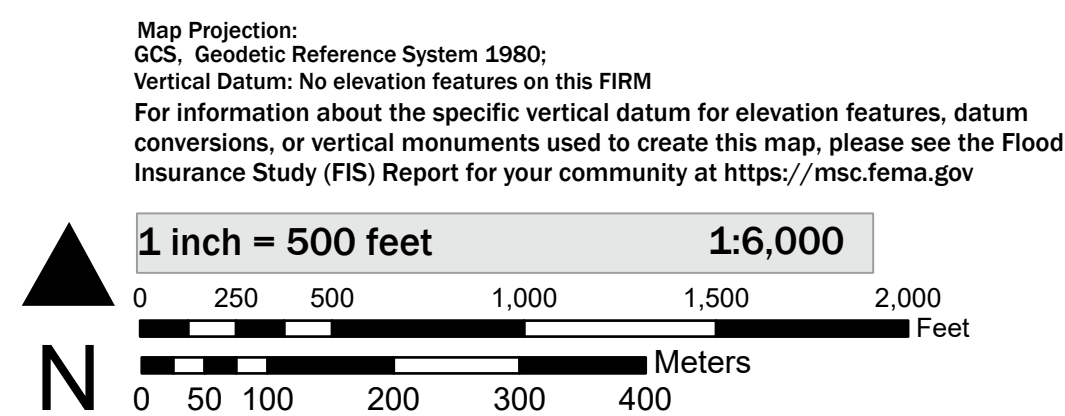 Map Projection:
GCS, Geodetic Reference System 1980;
Vertical Datum: No elevation features on this FIRM
For information about the specific vertical datum for elevation features, datum
conversions, or vertical monuments used to create this map, please see the Flood
Insurance Study (FIS) Report for your community at https://msc.fema.gov
1 inch = 500 feet 1:6,000
0 250 500 1,000 1,500 2,000
Feet
Meters
N
0 50 100 200 300 400